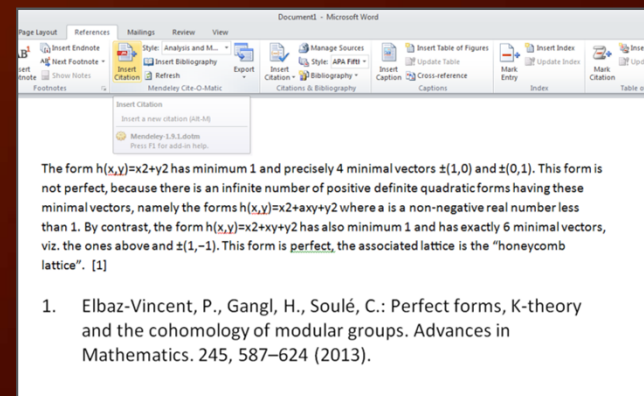 Document1 - Microsoft Word
Page Layout References Mailings Review View
AB¹ Insert Endnote Style: Analysis and M... Manage Sources Insert Table of Figures Insert Index
Next Footnote Insert Bibliography Style: APA Fifth Update Table Update Index
Show Notes Insert Citation Refresh Export Insert Citation Bibliography Insert Caption Cross-reference Mark Entry Mark Citation
Footnotes Mendeley Cite-O-Matic Citations & Bibliography Captions Index Table o
Insert Citation
Insert a new citation (Alt-M)
Mendeley-1.9.1.dotm
Press F1 for add-in help.
The form h(x,y)=x2+y2 has minimum 1 and precisely 4 minimal vectors ±(1,0) and ±(0,1). This form is
not perfect, because there is an infinite number of positive definite quadratic forms having these
minimal vectors, namely the forms h(x,y)=x2+axy+y2 where a is a non-negative real number less
than 1. By contrast, the form h(x,y)=x2+xy+y2 has also minimum 1 and has exactly 6 minimal vectors,
viz. the ones above and ±(1,−1). This form is perfect, the associated lattice is the “honeycomb
lattice”. [1]
1. Elbaz-Vincent, P., Gangl, H., Soulé, C.: Perfect forms, K-theory
and the cohomology of modular groups. Advances in
Mathematics. 245, 587–624 (2013).